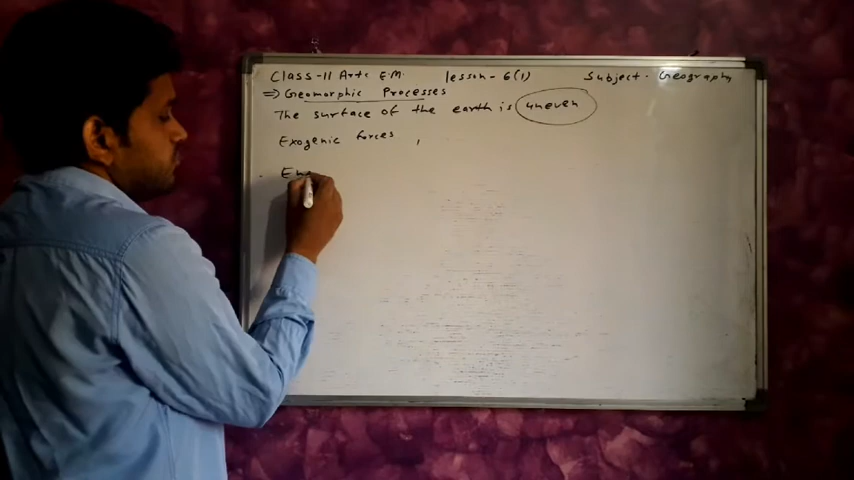 Class-11 Arts E.M. lesson-6(1) Subject - Geography
⇒ Geomorphic Processes
The surface of the earth is uneven
Exogenic forces,
En